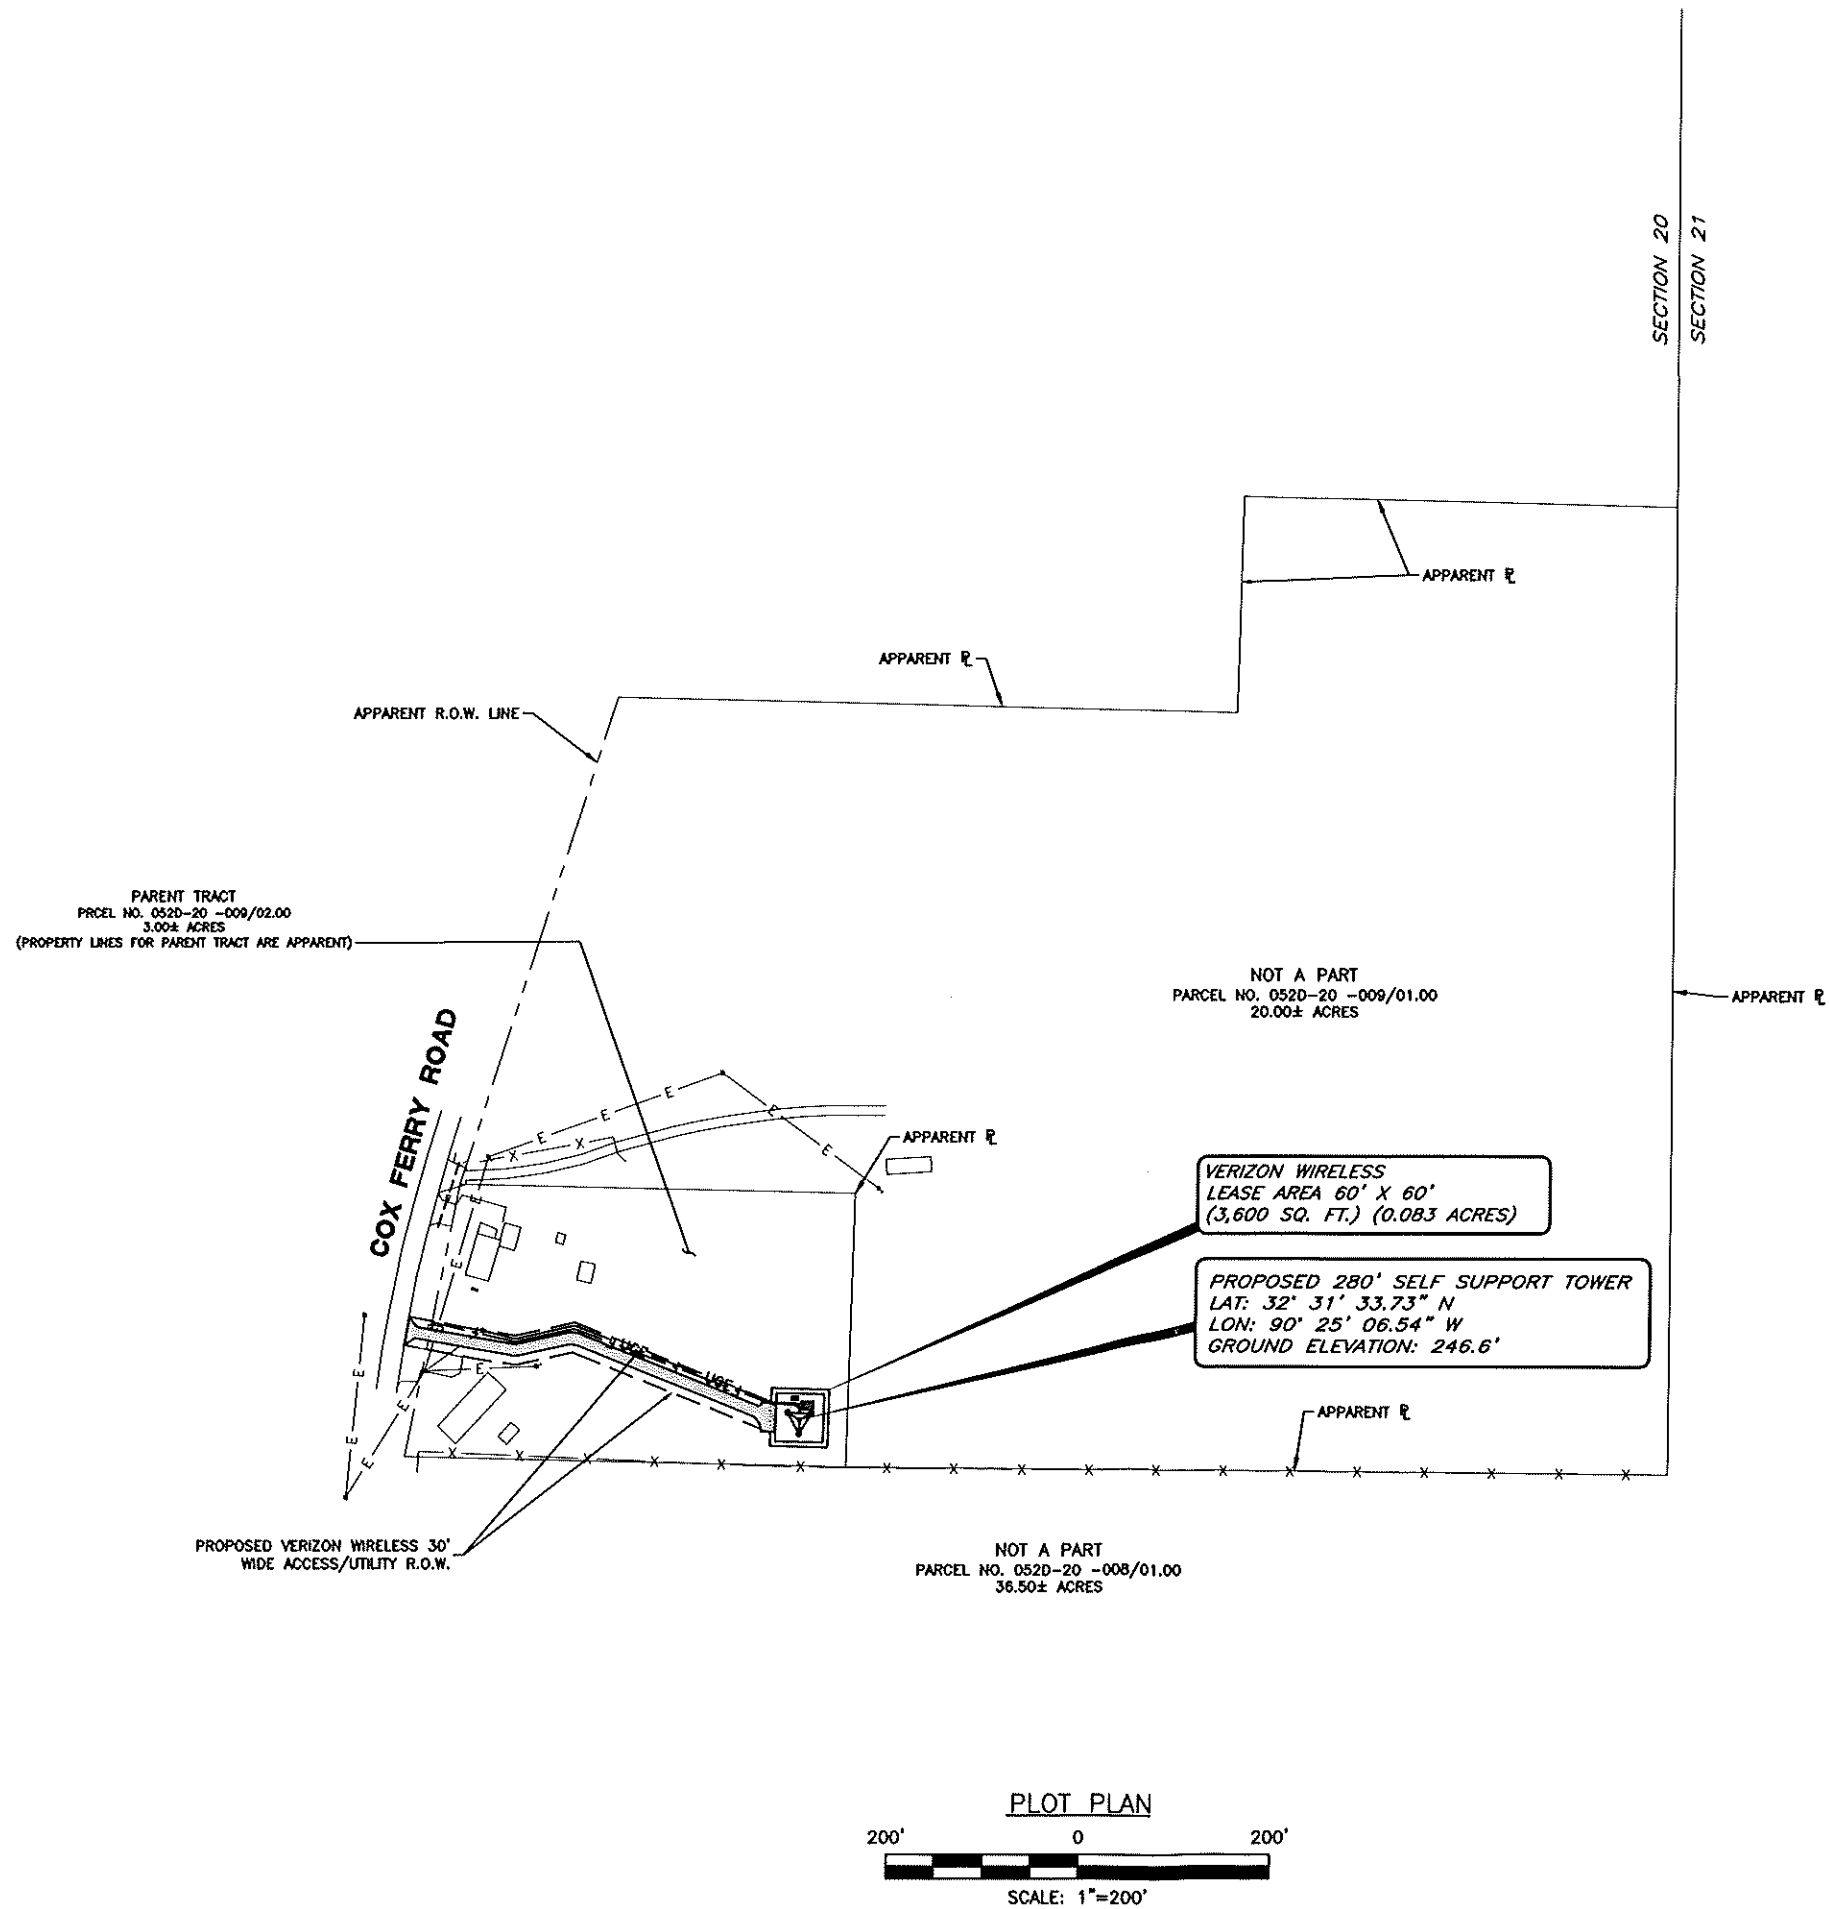 SECTION 20
SECTION 21
APPARENT ℄
APPARENT ℄
APPARENT R.O.W. LINE
PARENT TRACT
PRCEL NO. 052D-20 -009/02.00
3.00± ACRES
(PROPERTY LINES FOR PARENT TRACT ARE APPARENT)
NOT A PART
PARCEL NO. 052D-20 -009/01.00
20.00± ACRES
APPARENT ℄
COX FERRY ROAD
E
E
E
X
X
E
E
APPARENT ℄
VERIZON WIRELESS
LEASE AREA 60' X 60'
(3,600 SQ. FT.) (0.083 ACRES)
E
E
PROPOSED 280' SELF SUPPORT TOWER
LAT: 32° 31' 33.73" N
LON: 90° 25' 06.54" W
GROUND ELEVATION: 246.6'
UGE
UGE
E
E
E
E
E
APPARENT ℄
X X X X X X X X X X X X X X X X X X
PROPOSED VERIZON WIRELESS 30'
WIDE ACCESS/UTILITY R.O.W.
NOT A PART
PARCEL NO. 052D-20 -008/01.00
36.50± ACRES
PLOT PLAN
200' 0 200'
SCALE: 1"=200'